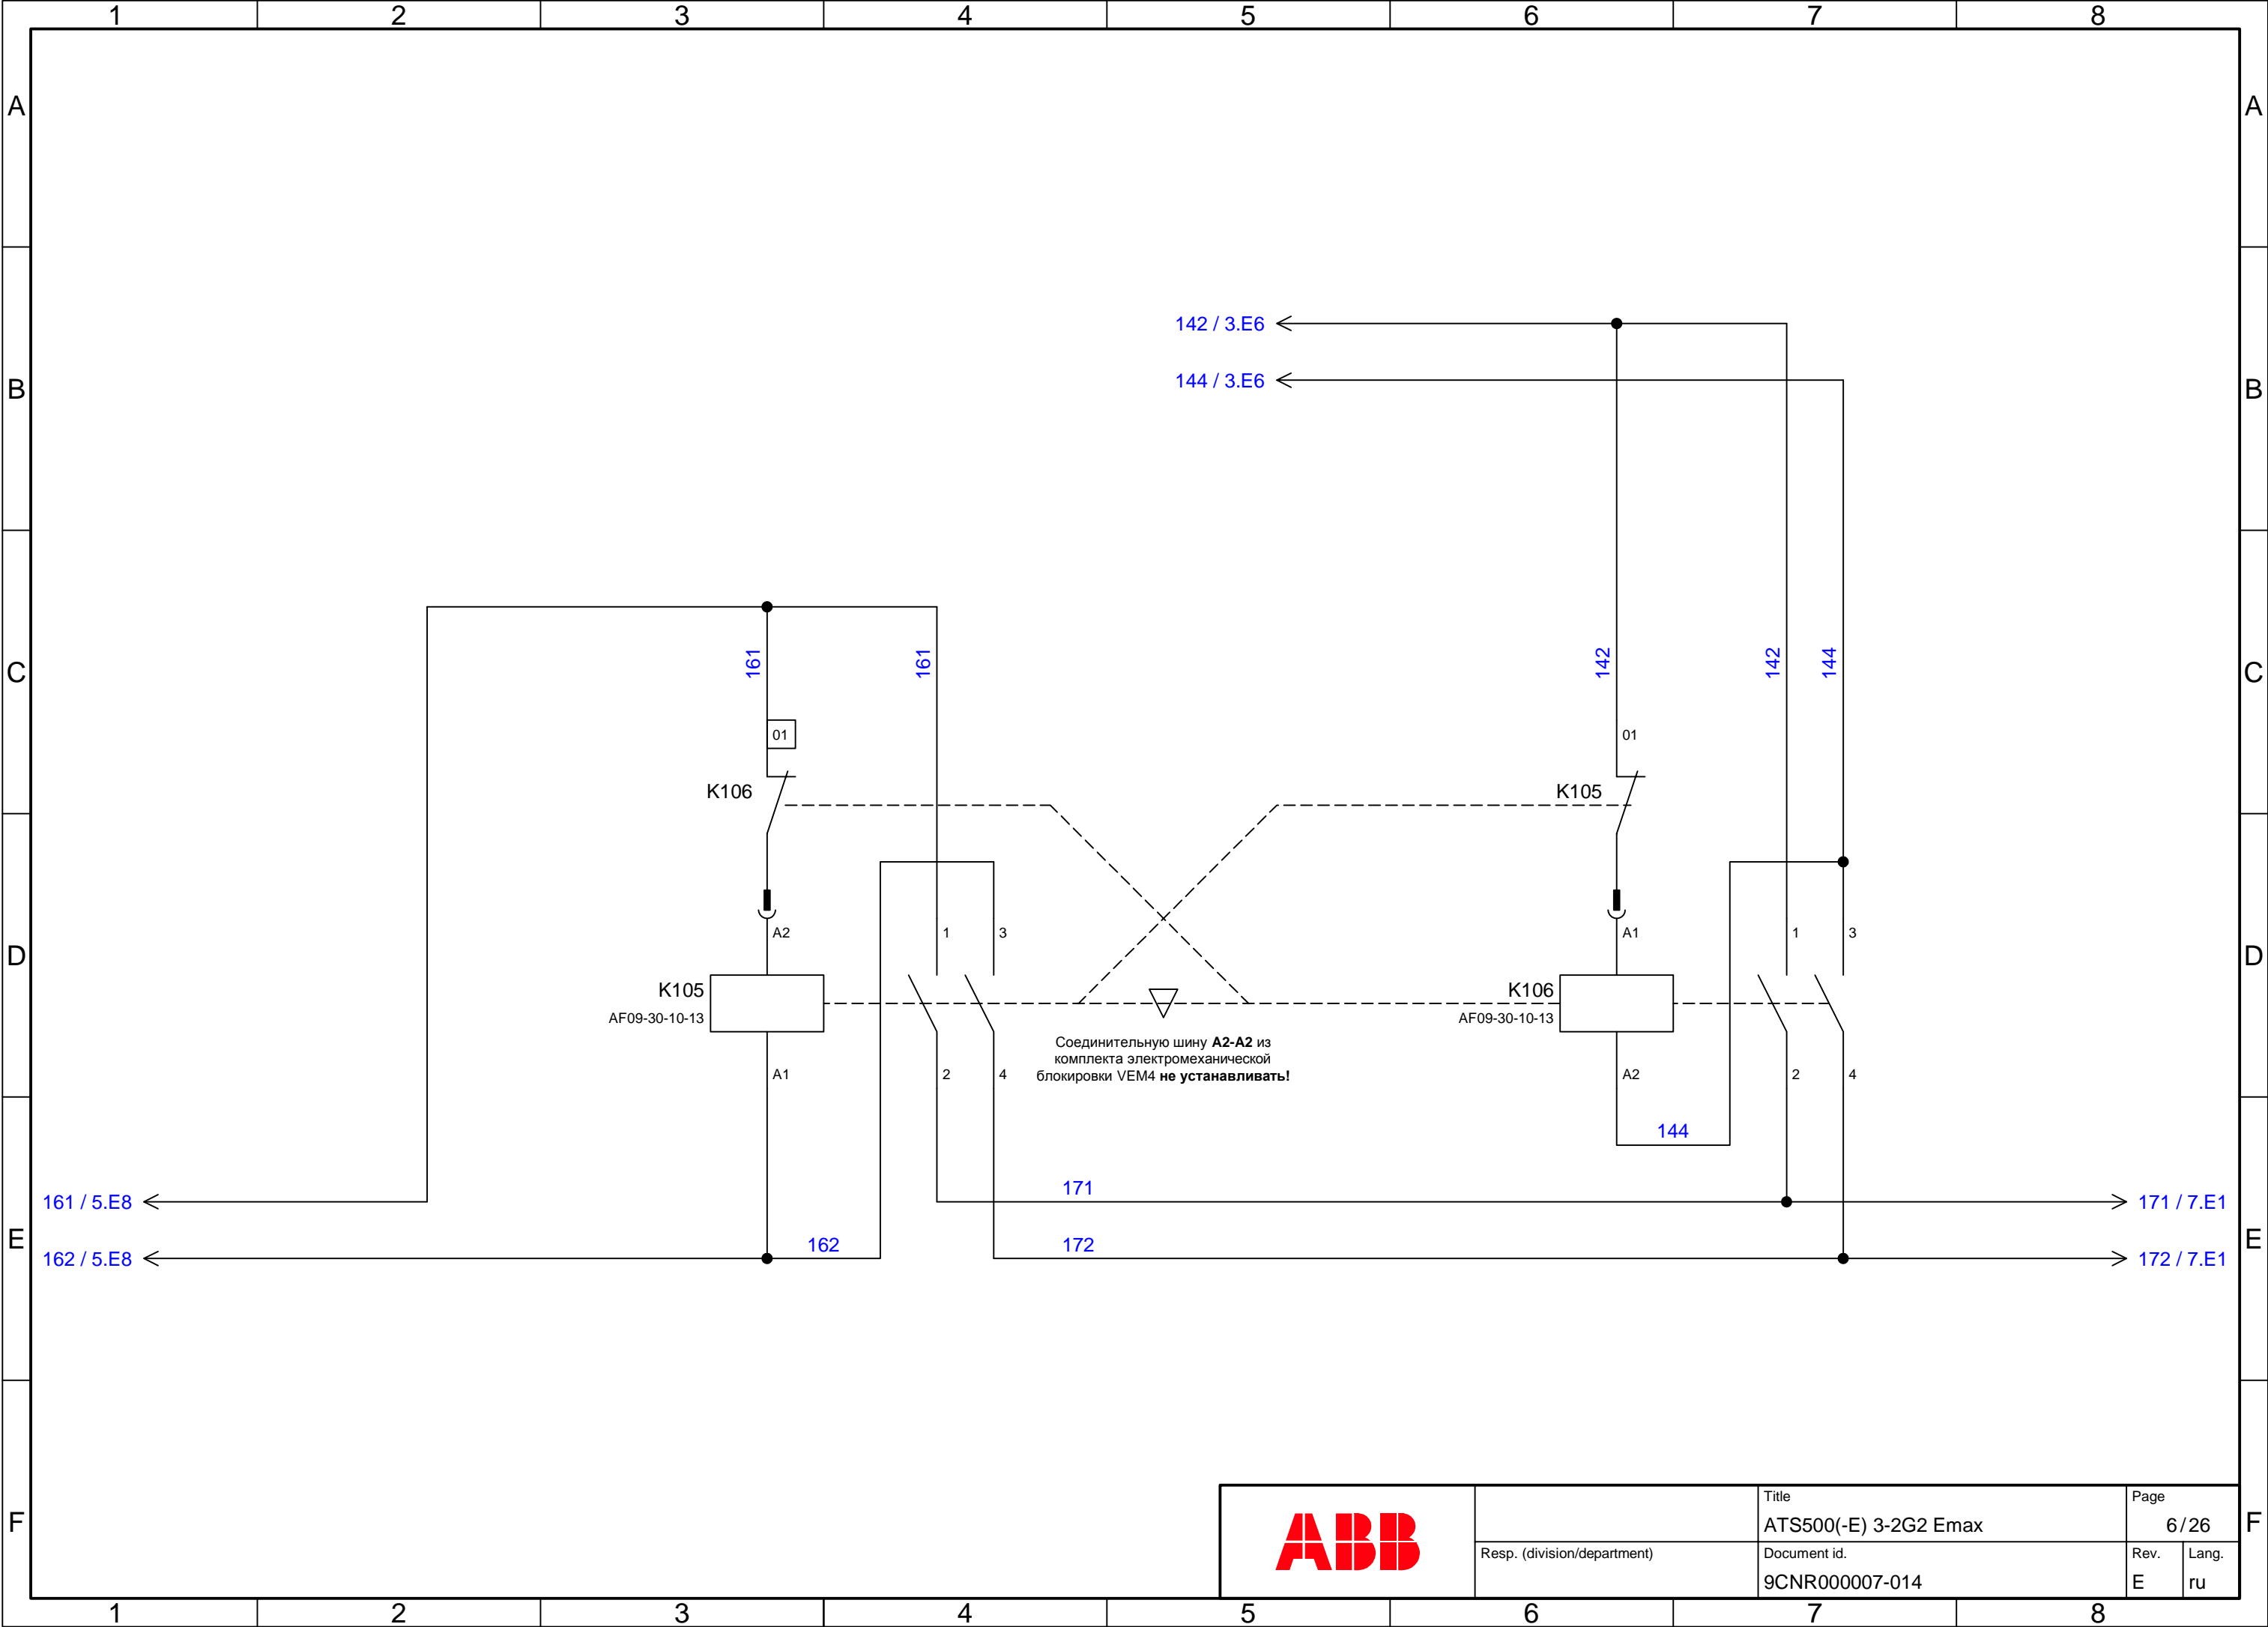 1 2 3 4 5 6 7 8
A A
142 / 3.E6
144 / 3.E6
B B
161 161 142 142 144
C C
01 01
K106 K105
A2 1 3 A1 1 3
D D
K105 K106
AF09-30-10-13 AF09-30-10-13
Соединительную шину A2-A2 из
комплекта электромеханической
блокировки VEM4 не устанавливать!
A1 2 4 A2 2 4
144
171
161 / 5.E8 171 / 7.E1
E E
162 172
162 / 5.E8 172 / 7.E1
ABB
Title Page
ATS500(-E) 3-2G2 Emax 6/26
F F
Resp. (division/department) Document id. Rev. Lang.
9CNR000007-014 E ru
1 2 3 4 5 6 7 8